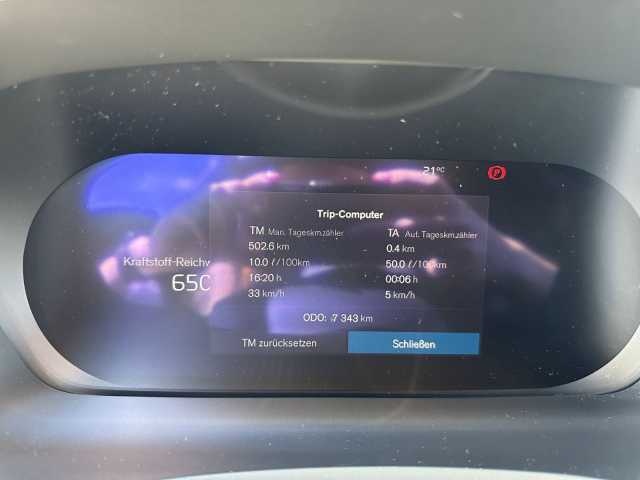 21°C
P
Trip-Computer
TM Man. Tageskmzähler
TA Aut. Tageskmzähler
502.6 km
0.4 km
Kraftstoff-Reichw
10.0 l/100km
50.0 l/100km
650
16:20 h
00:06 h
33 km/h
5 km/h
ODO: 7 343 km
TM zurücksetzen
Schließen